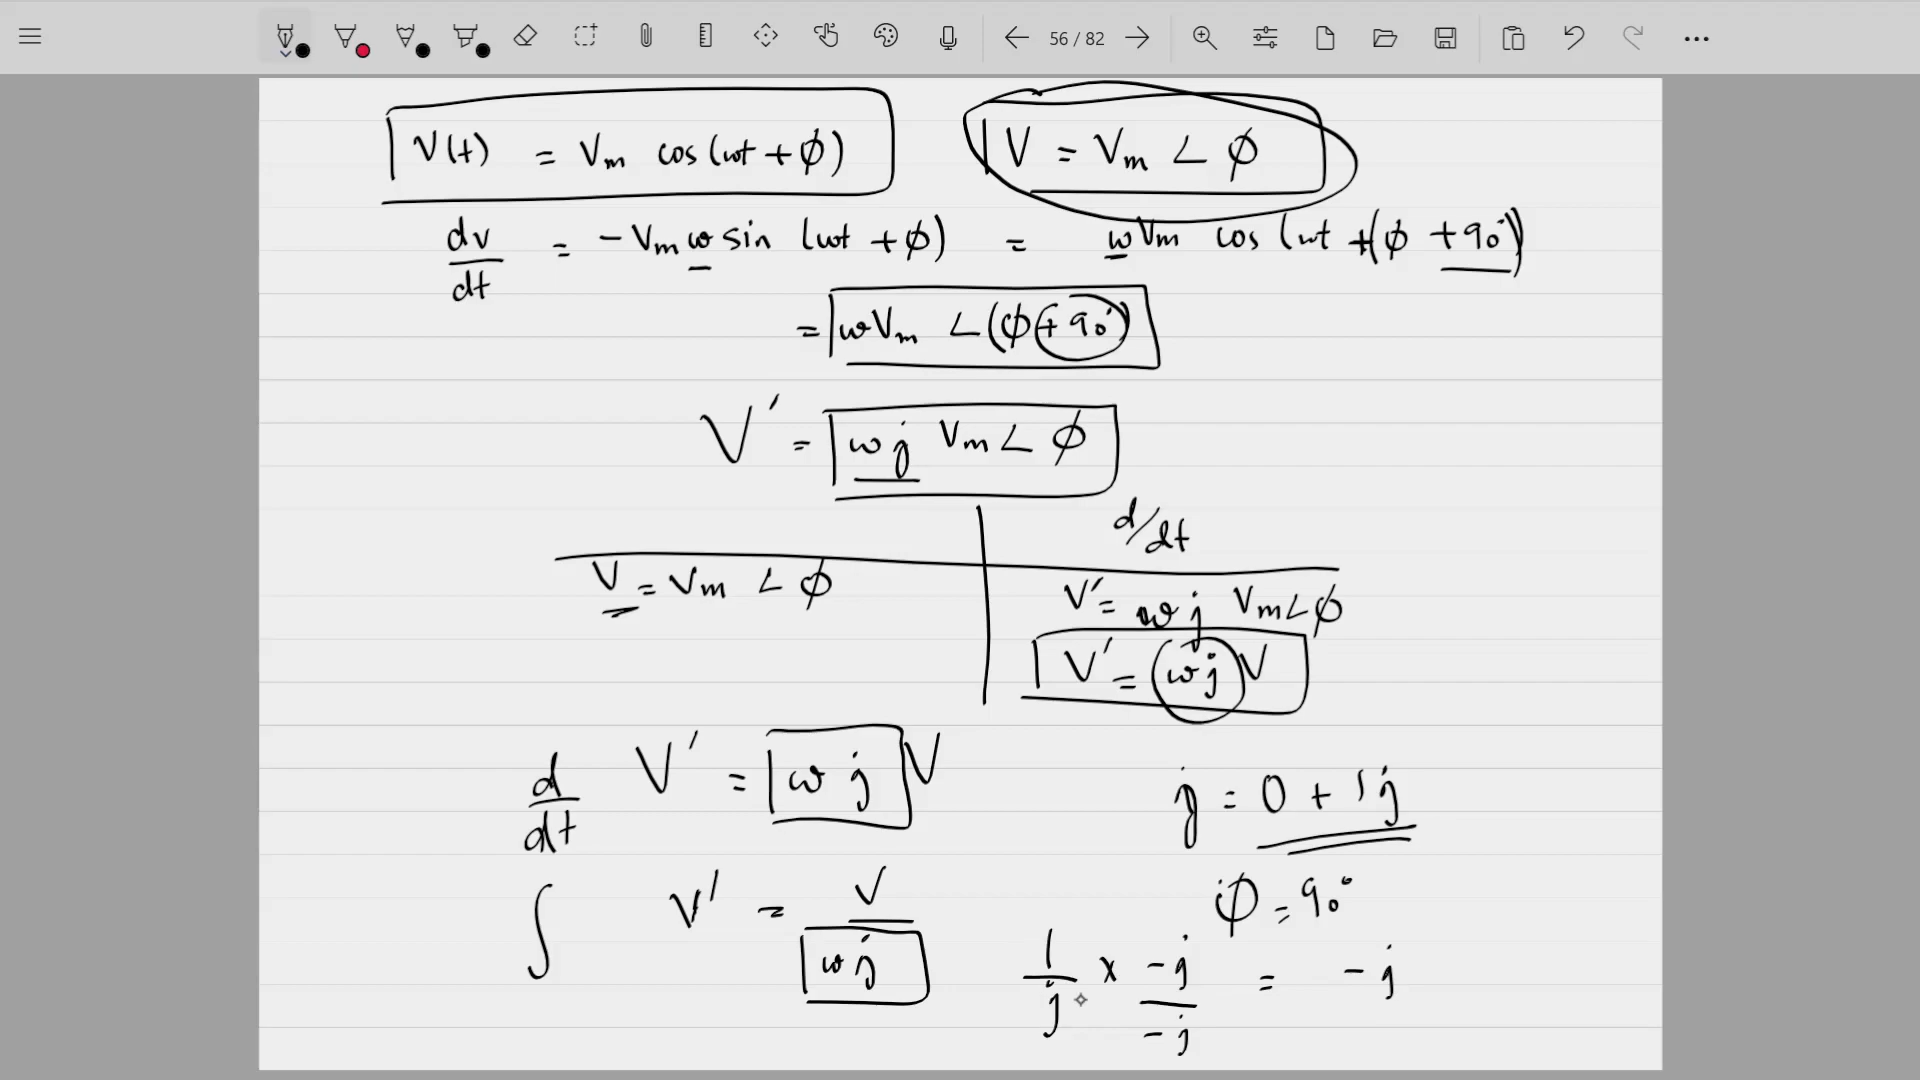 56 / 82
V(t) = Vm cos(ωt + ϕ)   V = Vm ∠ ϕ
dv/dt = - Vm ω sin (ωt + ϕ) = ω Vm cos (ωt + (ϕ + 90°)
= ωVm ∠(ϕ + 90°)
V' = ωj Vm ∠ ϕ
d/dt
V = Vm ∠ ϕ   V' = ωj Vm∠ϕ
V' = ωj V
d/dt   V' = ωj V   j = 0 + 1j
ϕ = 90°
∫   V' = V/ωj   1/j × -j/-j = -j